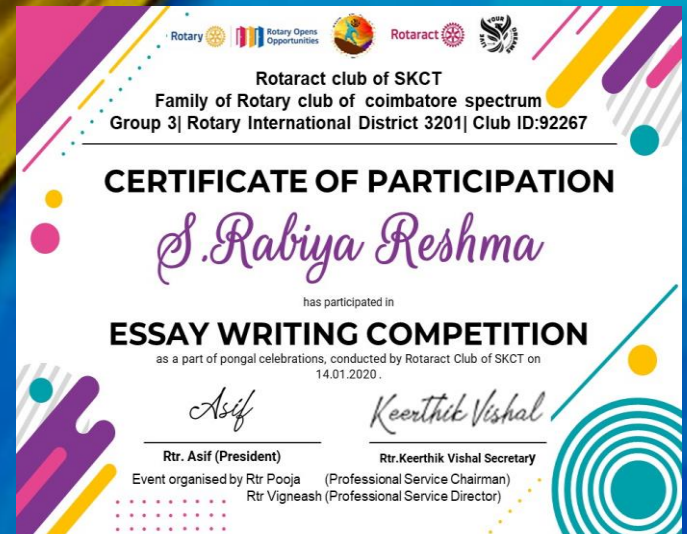 Rotary
Rotary Opens
Opportunities
Rotaract
LIVE YOUR DREAMS
Rotaract club of SKCT
Family of Rotary club of coimbatore spectrum
Group 3| Rotary International District 3201| Club ID:92267
CERTIFICATE OF PARTICIPATION
S.Rabiya Reshma
has participated in
ESSAY WRITING COMPETITION
as a part of pongal celebrations, conducted by Rotaract Club of SKCT on
14.01.2020 .
Asif
Keerthik Vishal
Rtr. Asif (President)
Rtr.Keerthik Vishal Secretary
Event organised by Rtr Pooja (Professional Service Chairman)
Rtr Vigneash (Professional Service Director)